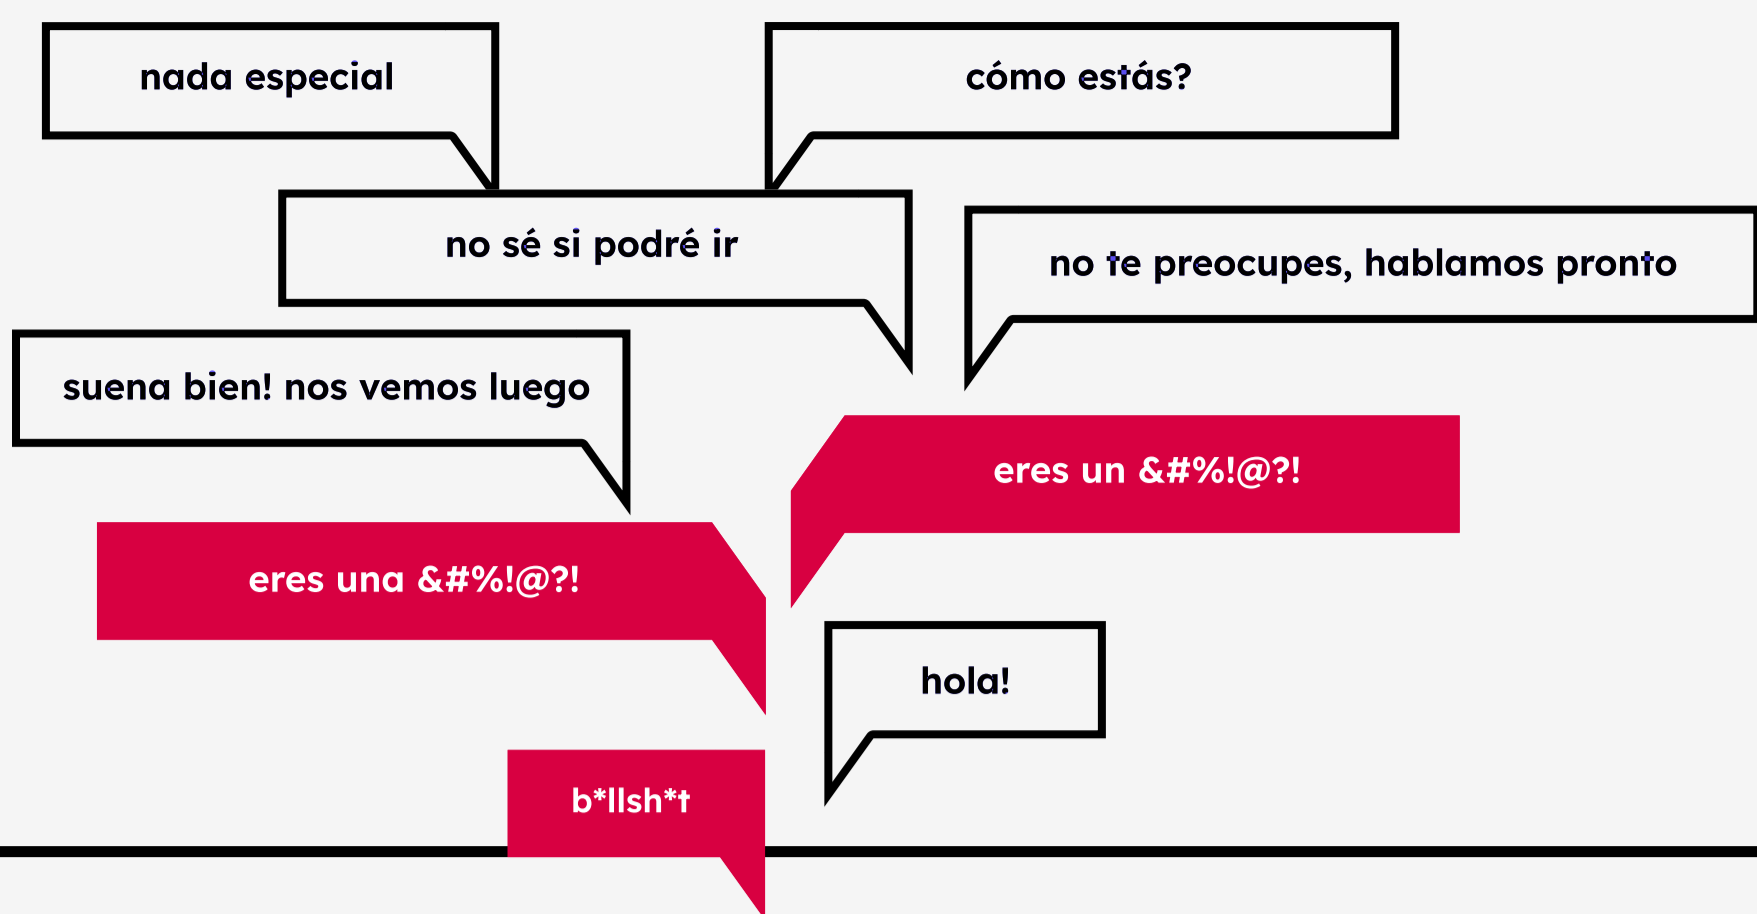 nada especial
cómo estás?
no sé si podré ir
no te preocupes, hablamos pronto
suena bien! nos vemos luego
eres un &#%!@?!
eres una &#%!@?!
hola!
b*llsh*t